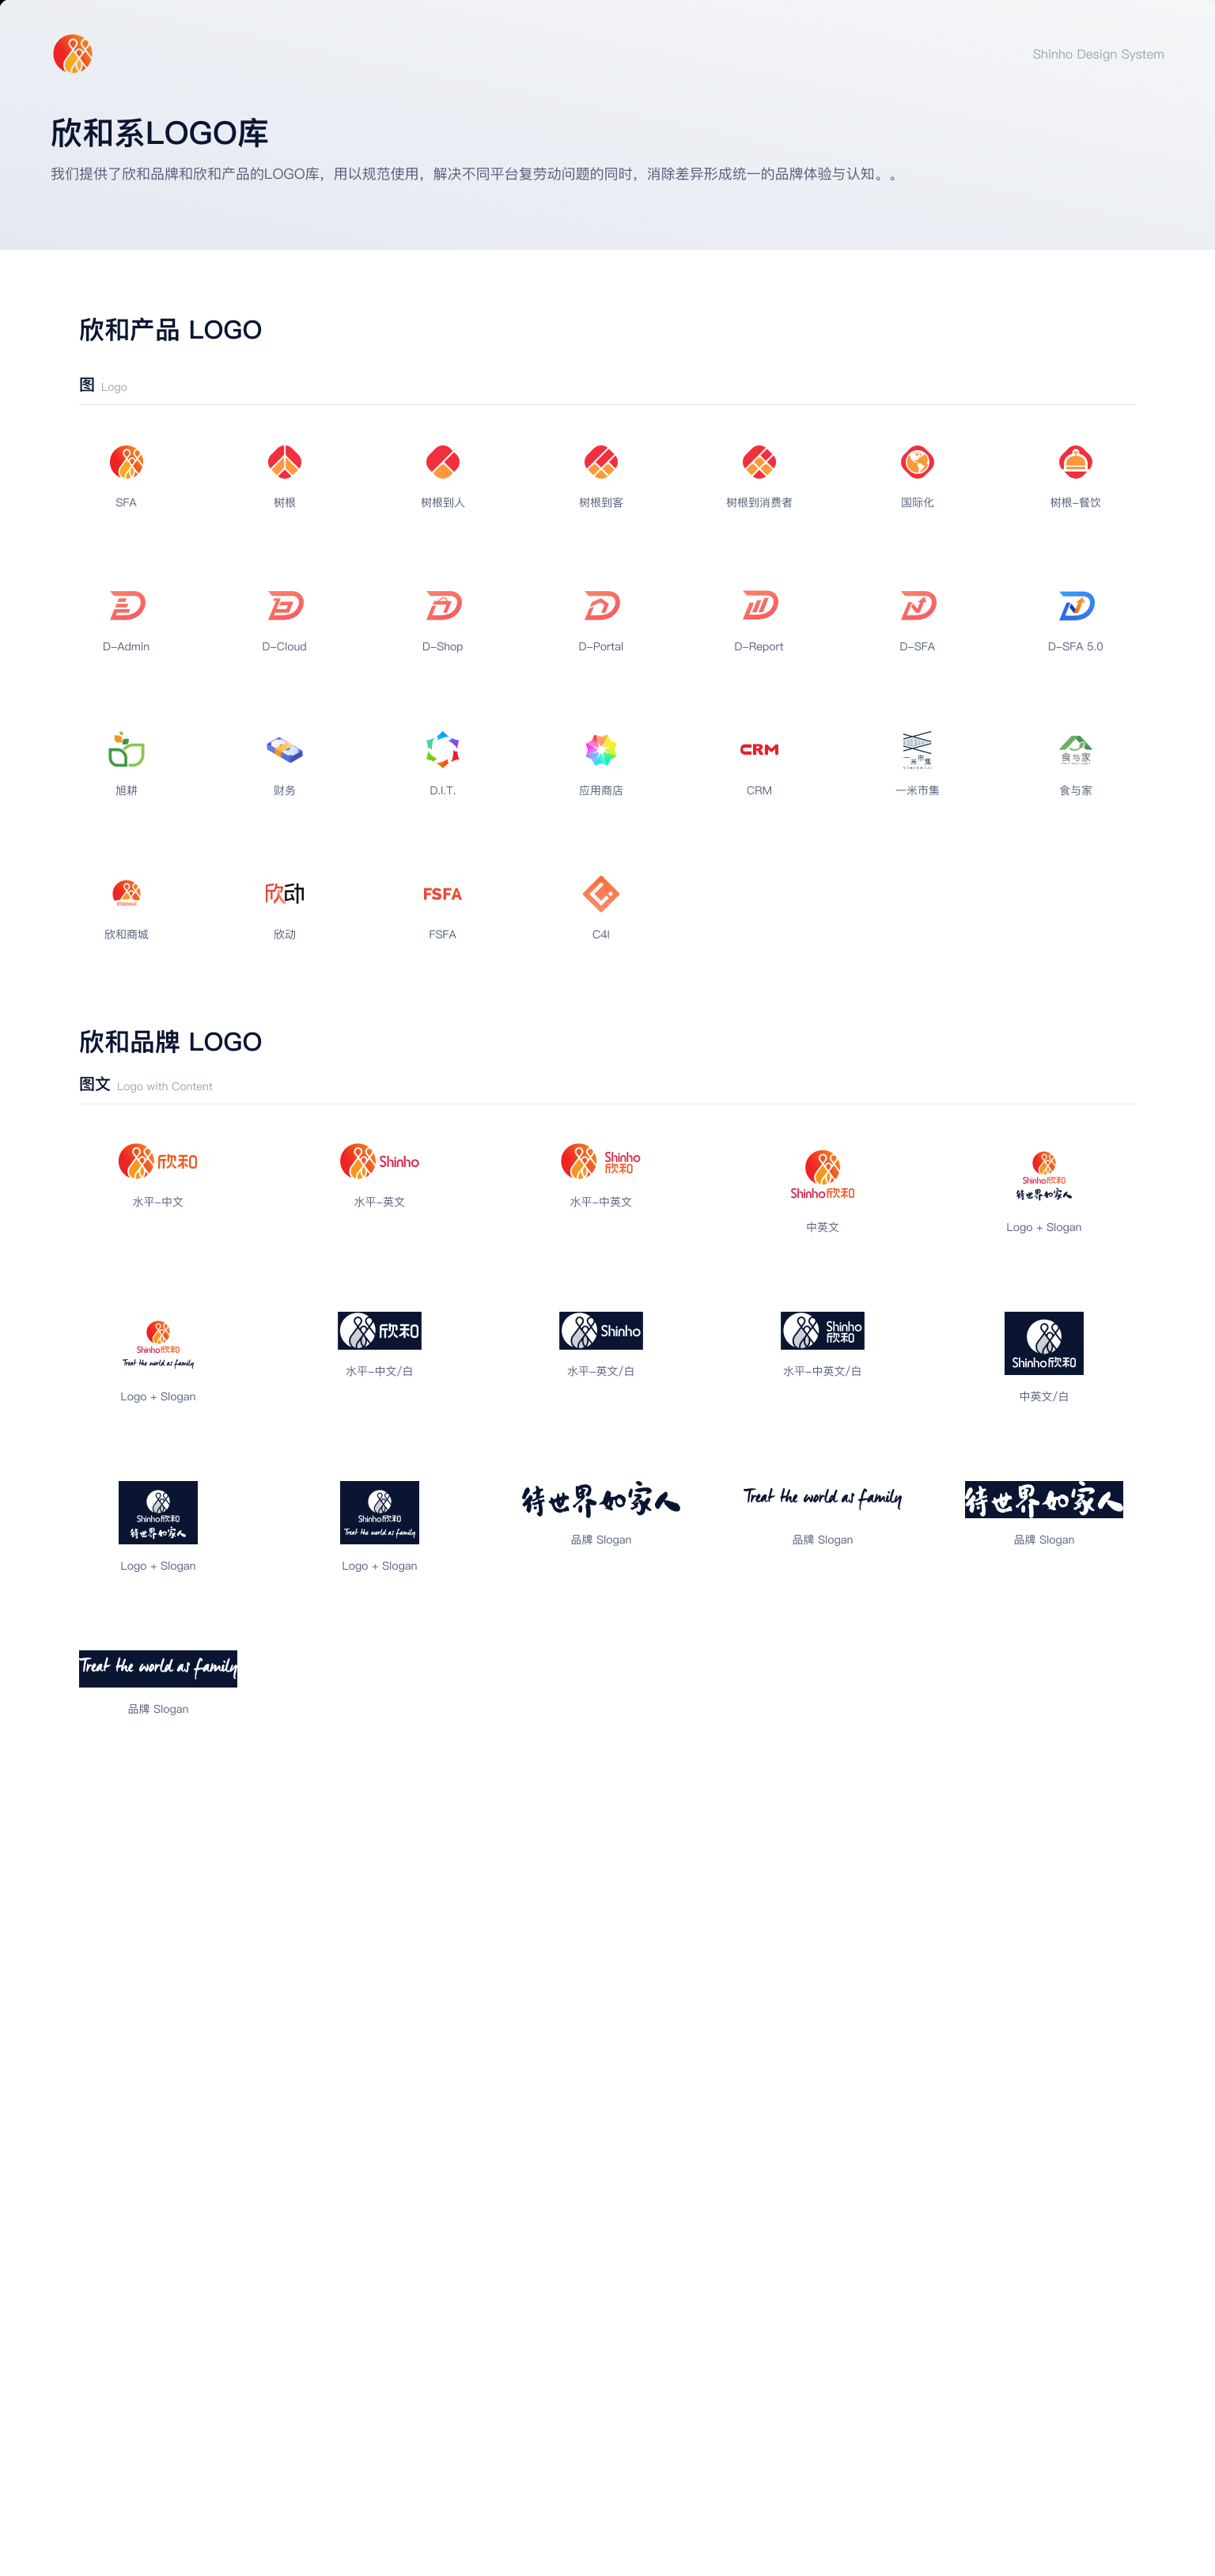 Shinho Design System
欣和系LOGO库
我们提供了欣和品牌和欣和产品的LOGO库，用以规范使用，解决不同平台复劳动问题的同时，消除差异形成统一的品牌体验与认知。。
欣和产品 LOGO
图 Logo
SFA 树根 树根到人 树根到客 树根到消费者 国际化 树根-餐饮
D-Admin D-Cloud D-Shop D-Portal D-Report D-SFA D-SFA 5.0
CRM
一米市集
食与家
旭耕 财务 D.I.T. 应用商店 CRM 一米市集 食与家
欣动 FSFA
欣和商城 欣动 FSFA C4I
欣和品牌 LOGO
图文 Logo with Content
欣和 Shinho Shinho
欣和
Shinho欣和
Shinho欣和
待世界如家人
水平-中文 水平-英文 水平-中英文 中英文 Logo + Slogan
Shinho欣和
Treat the world as family
欣和 Shinho Shinho
欣和
Shinho欣和
Logo + Slogan 水平-中文/白 水平-英文/白 水平-中英文/白 中英文/白
Shinho欣和
待世界如家人
Shinho欣和
Treat the world as family
待世界如家人 Treat the world as family 待世界如家人
Logo + Slogan Logo + Slogan 品牌 Slogan 品牌 Slogan 品牌 Slogan
Treat the world as family
品牌 Slogan